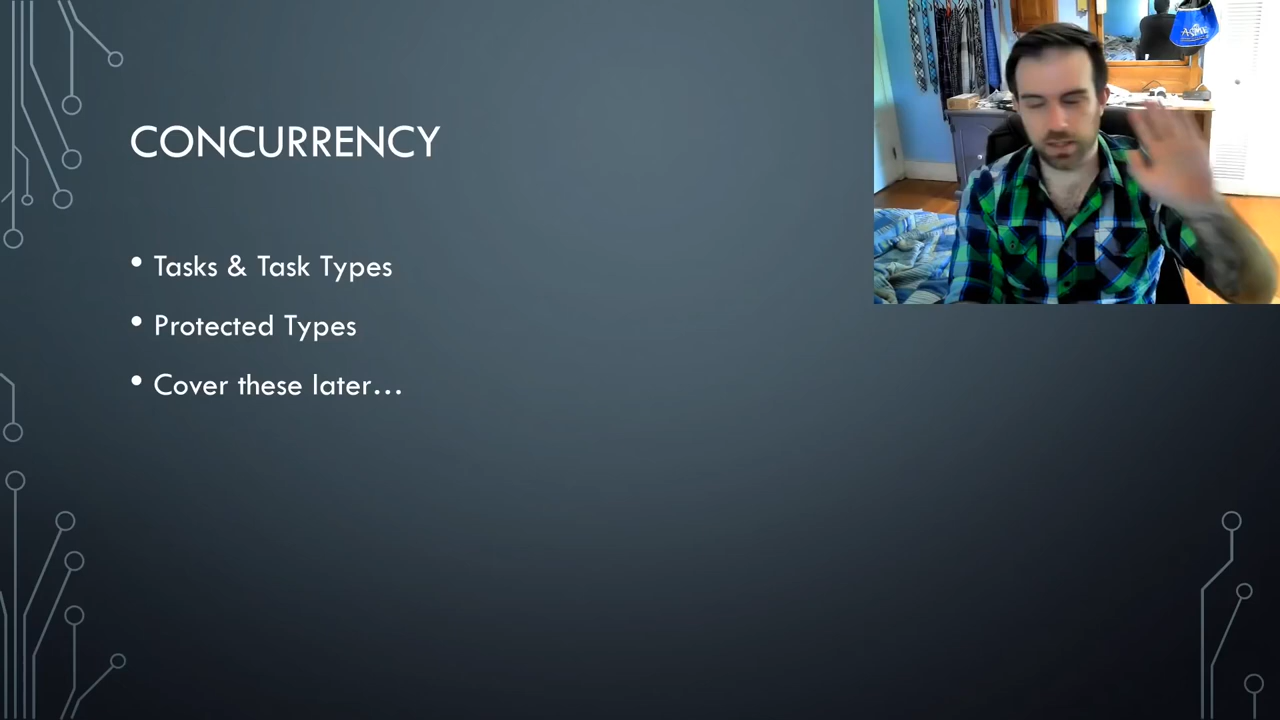 CONCURRENCY
• Tasks & Task Types
• Protected Types
• Cover these later...